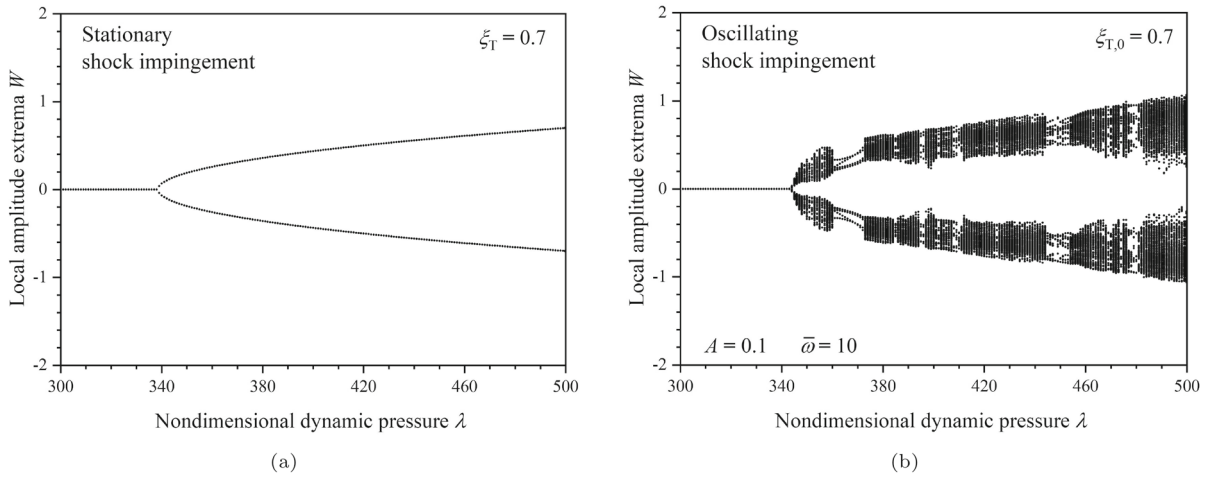 Stationary
shock impingement
ξT = 0.7
Local amplitude extrema W
2
1
0
-1
-2
300 340 380 420 460 500
Nondimensional dynamic pressure λ
(a)
Oscillating
shock impingement
ξT,0 = 0.7
Local amplitude extrema W
2
1
0
-1
-2
A = 0.1 ω̅ = 10
300 340 380 420 460 500
Nondimensional dynamic pressure λ
(b)